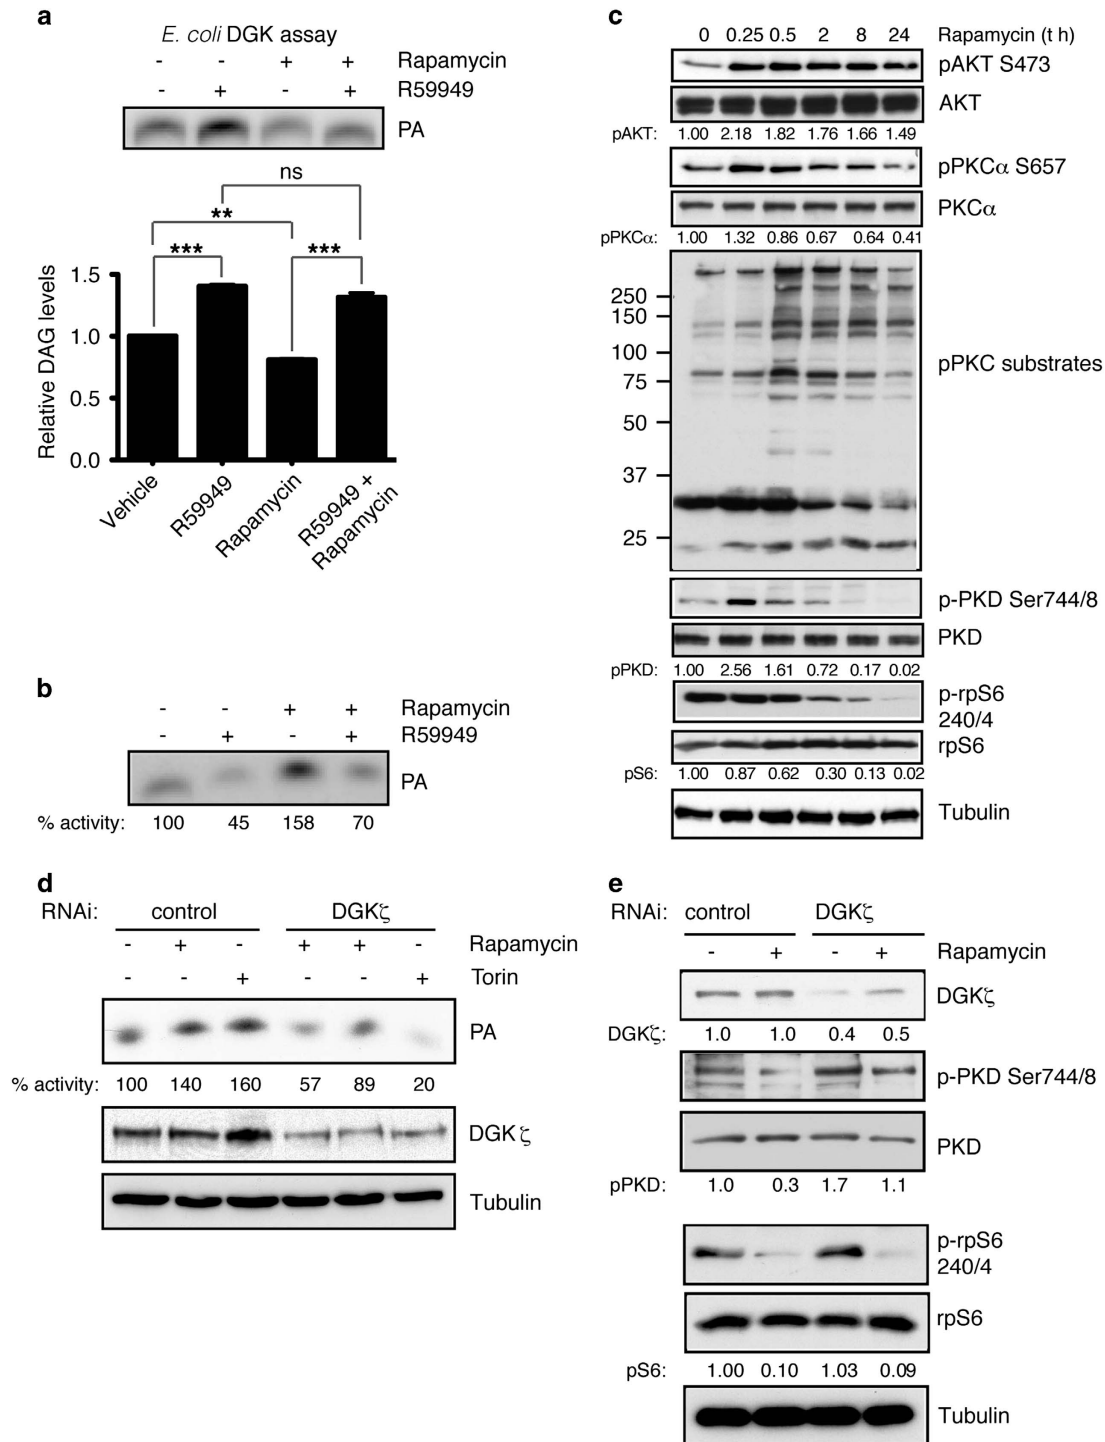 a
E. coli DGK assay
- - + + Rapamycin
- + - + R59949
PA
ns
**
*** ***
Relative DAG levels
1.5
1.0
0.5
0.0
Vehicle
R59949
Rapamycin
R59949 +
Rapamycin
b
- - + + Rapamycin
- + - + R59949
PA
% activity: 100 45 158 70
c
0 0.25 0.5 2 8 24 Rapamycin (t h)
pAKT S473
AKT
pAKT: 1.00 2.18 1.82 1.76 1.66 1.49
pPKCα S657
PKCα
pPKCα: 1.00 1.32 0.86 0.67 0.64 0.41
250
150
100
75
50
37
25
pPKC substrates
p-PKD Ser744/8
PKD
pPKD: 1.00 2.56 1.61 0.72 0.17 0.02
p-rpS6
240/4
rpS6
pS6: 1.00 0.87 0.62 0.30 0.13 0.02
Tubulin
d
RNAi: control DGKζ
- + - + + - Rapamycin
- - + - - + Torin
PA
% activity: 100 140 160 57 89 20
DGK ζ
Tubulin
e
RNAi: control DGKζ
- + - + Rapamycin
DGKζ
DGKζ: 1.0 1.0 0.4 0.5
p-PKD Ser744/8
PKD
pPKD: 1.0 0.3 1.7 1.1
p-rpS6
240/4
rpS6
pS6: 1.00 0.10 1.03 0.09
Tubulin